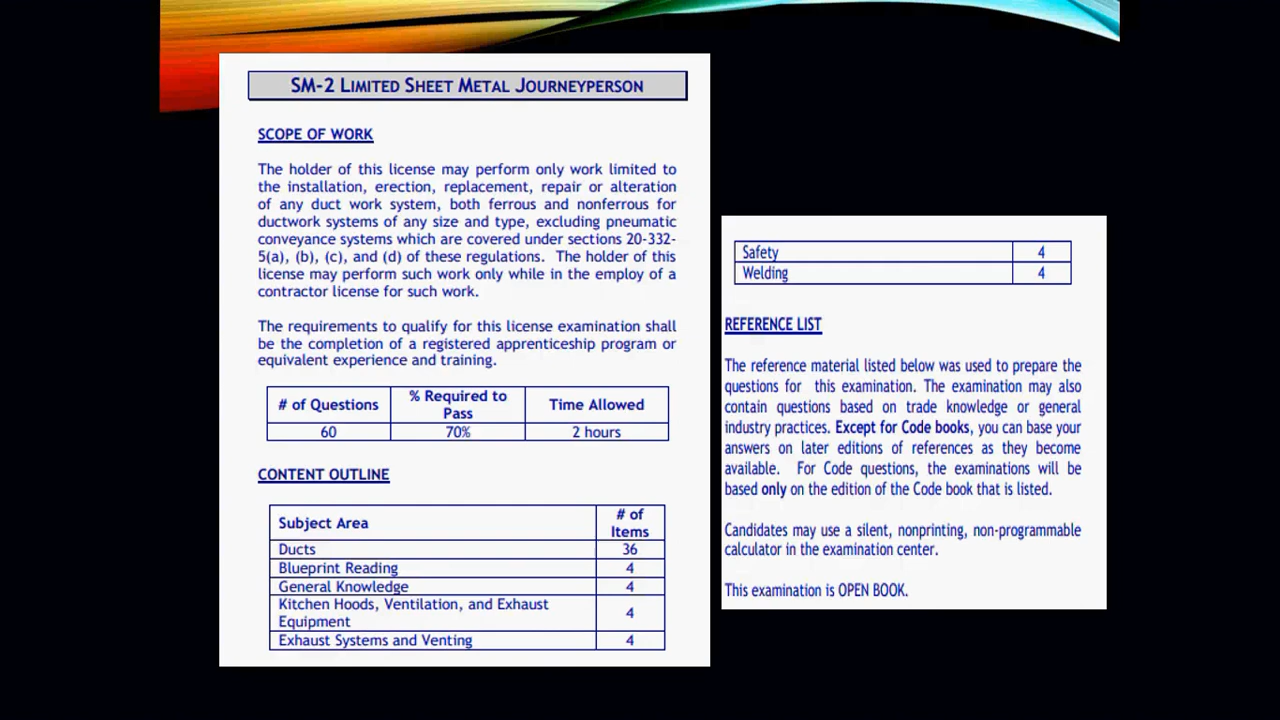 SM-2 LIMITED SHEET METAL JOURNEYPERSON
SCOPE OF WORK
The holder of this license may perform only work limited to
the installation, erection, replacement, repair or alteration
of any duct work system, both ferrous and nonferrous for
ductwork systems of any size and type, excluding pneumatic
conveyance systems which are covered under sections 20-332-
5(a), (b), (c), and (d) of these regulations. The holder of this
license may perform such work only while in the employ of a
contractor license for such work.
The requirements to qualify for this license examination shall
be the completion of a registered apprenticeship program or
equivalent experience and training.
# of Questions % Required to Pass Time Allowed
60 70% 2 hours
CONTENT OUTLINE
Subject Area # of Items
Ducts 36
Blueprint Reading 4
General Knowledge 4
Kitchen Hoods, Ventilation, and Exhaust
Equipment 4
Exhaust Systems and Venting 4
Safety 4
Welding 4
REFERENCE LIST
The reference material listed below was used to prepare the
questions for this examination. The examination may also
contain questions based on trade knowledge or general
industry practices. Except for Code books, you can base your
answers on later editions of references as they become
available. For Code questions, the examinations will be
based only on the edition of the Code book that is listed.
Candidates may use a silent, nonprinting, non-programmable
calculator in the examination center.
This examination is OPEN BOOK.